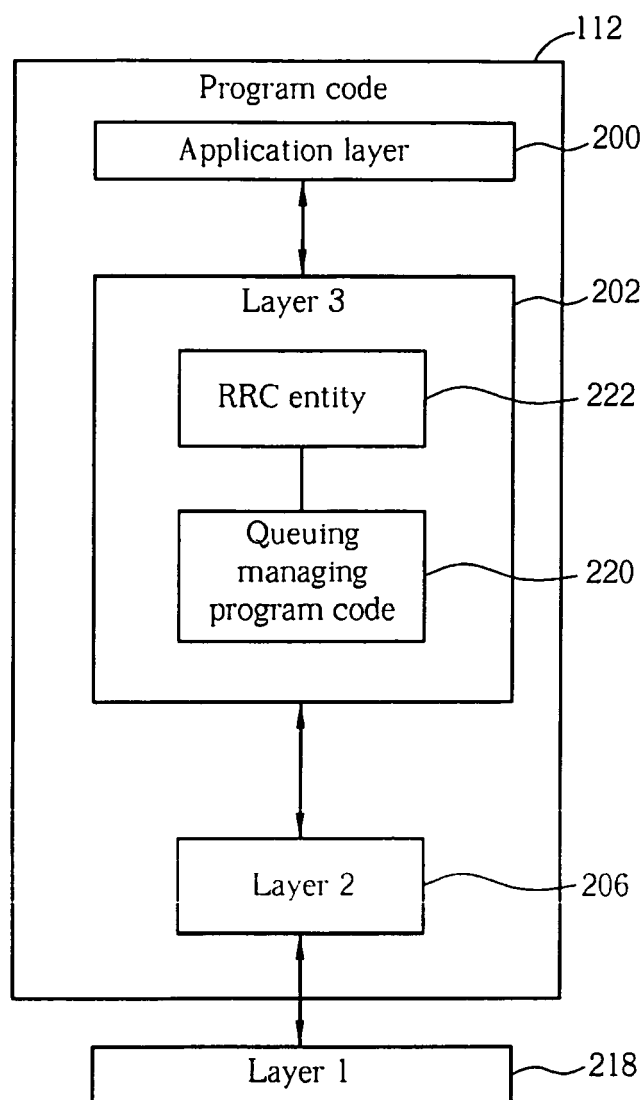 112
Program code
Application layer
200
Layer 3
202
RRC entity
222
Queuing
managing
program code
220
Layer 2
206
Layer 1
218